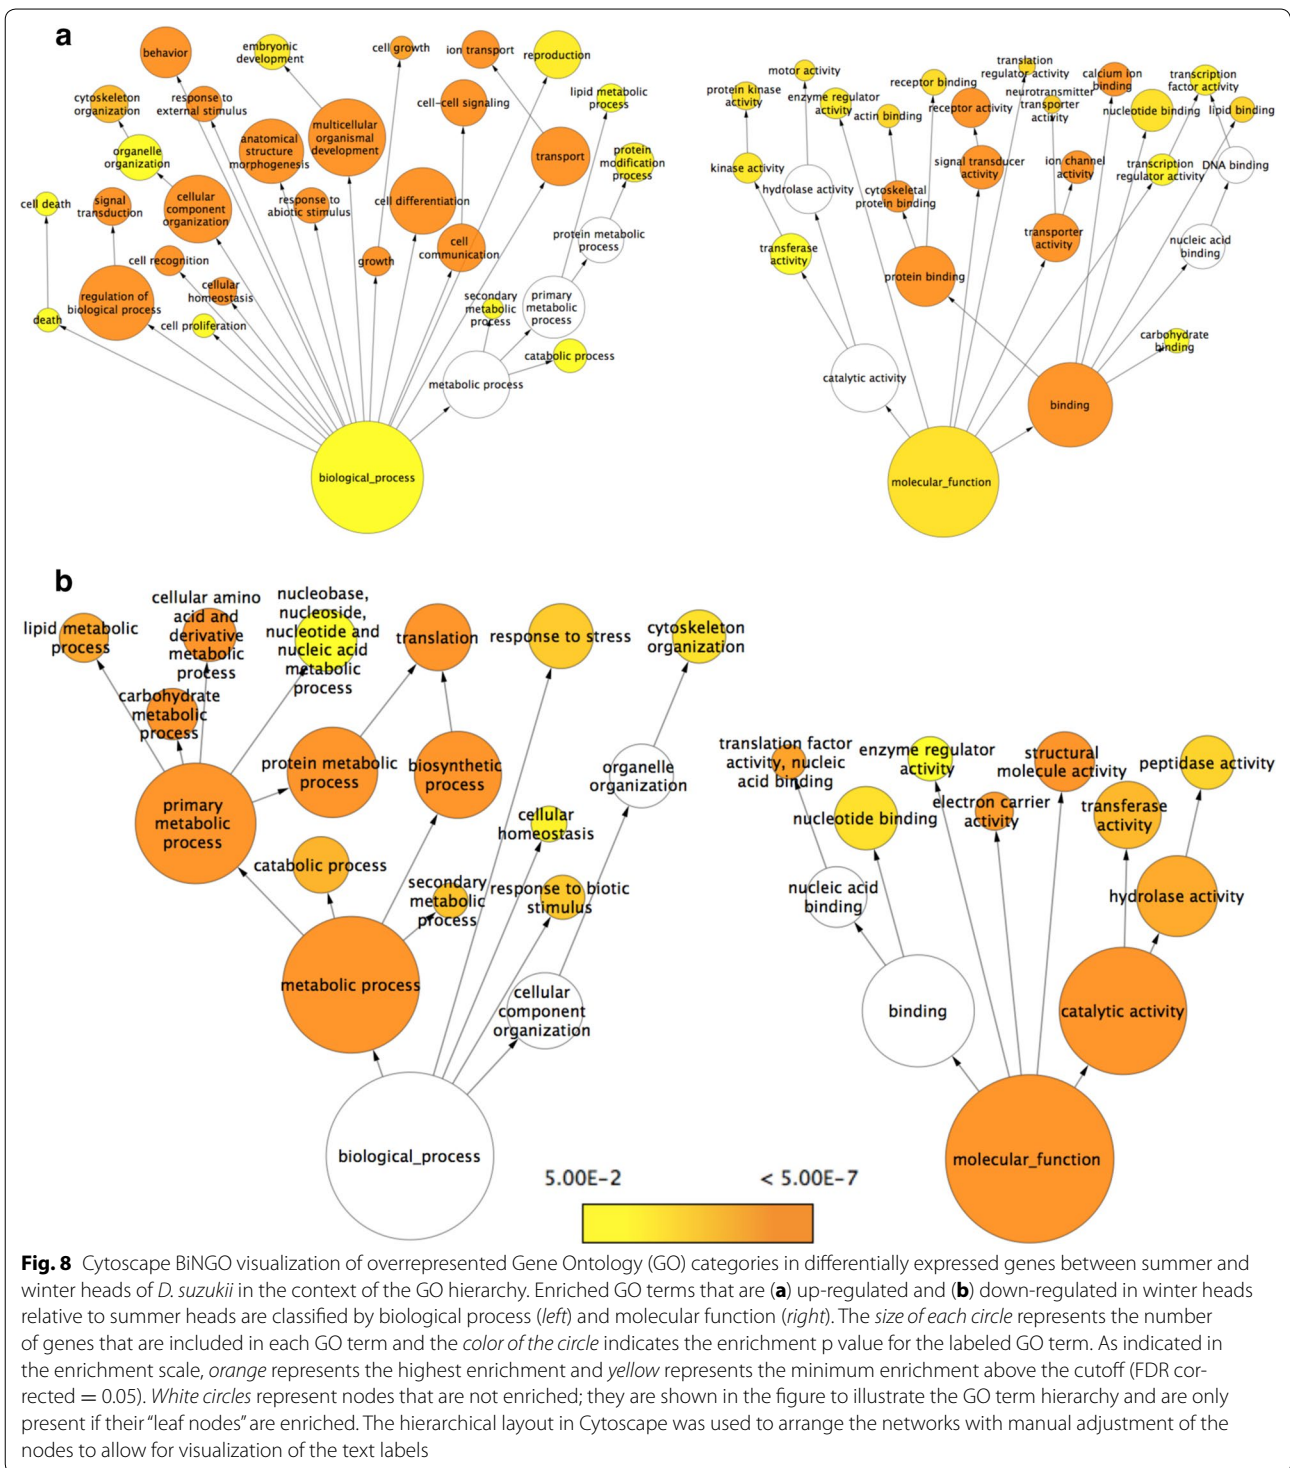 a
behavior
embryonic
development
cell growth
ion transport
reproduction
cytoskeleton
organization
response to
external stimulus
cell-cell signaling
lipid metabolic
process
organelle
organization
anatomical
structure
morphogenesis
multicellular
organismal
development
transport
protein
modification
process
cell death
signal
transduction
cellular
component
organization
response to
abiotic stimulus
cell differentiation
protein metabolic
process
cell recognition
growth
cell
communication
regulation of
biological process
cellular
homeostasis
secondary
metabolic
process
primary
metabolic
process
death
cell proliferation
catabolic process
metabolic process
biological_process
motor activity
translation
regulator activity
protein kinase
activity
enzyme regulator
activity
receptor binding
neurotransmitter
transporter
activity
calcium ion
binding
transcription
factor activity
actin binding
receptor activity
nucleotide binding
lipid binding
kinase activity
hydrolase activity
cytoskeletal
protein binding
signal transducer
activity
ion channel
activity
transcription
regulator activity
DNA binding
transferase
activity
protein binding
transporter
activity
nucleic acid
binding
carbohydrate
binding
catalytic activity
binding
molecular_function
b
lipid metabolic
process
cellular amino
acid and
derivative
metabolic
process
nucleobase,
nucleoside,
nucleotide and
nucleic acid
metabolic
process
translation
response to stress
cytoskeleton
organization
carbohydrate
metabolic
process
protein metabolic
process
biosynthetic
process
organelle
organization
primary
metabolic
process
cellular
homeostasis
catabolic process
secondary
metabolic
process
response to biotic
stimulus
metabolic process
cellular
component
organization
biological_process
translation factor
activity, nucleic
acid binding
enzyme regulator
activity
structural
molecule activity
peptidase activity
nucleotide binding
electron carrier
activity
transferase
activity
nucleic acid
binding
hydrolase activity
binding
catalytic activity
molecular_function
5.00E-2
< 5.00E-7
Fig. 8 Cytoscape BiNGO visualization of overrepresented Gene Ontology (GO) categories in differentially expressed genes between summer and
winter heads of D. suzukii in the context of the GO hierarchy. Enriched GO terms that are (a) up-regulated and (b) down-regulated in winter heads
relative to summer heads are classified by biological process (left) and molecular function (right). The size of each circle represents the number
of genes that are included in each GO term and the color of the circle indicates the enrichment p value for the labeled GO term. As indicated in
the enrichment scale, orange represents the highest enrichment and yellow represents the minimum enrichment above the cutoff (FDR cor-
rected = 0.05). White circles represent nodes that are not enriched; they are shown in the figure to illustrate the GO term hierarchy and are only
present if their "leaf nodes" are enriched. The hierarchical layout in Cytoscape was used to arrange the networks with manual adjustment of the
nodes to allow for visualization of the text labels